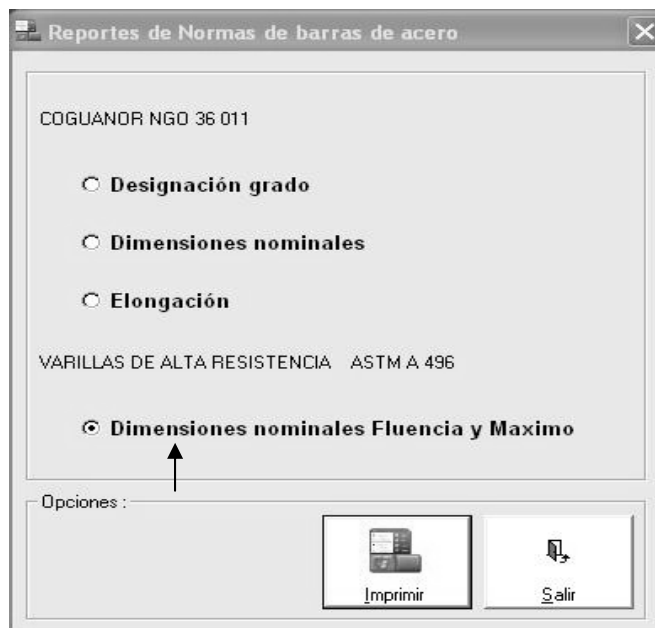 Reportes de Normas de barras de acero
COGUANOR NGO 36 011
Designación grado
Dimensiones nominales
Elongación
VARILLAS DE ALTA RESISTENCIA ASTM A 496
Dimensiones nominales Fluencia y Maximo
Opciones :
Imprimir
Salir